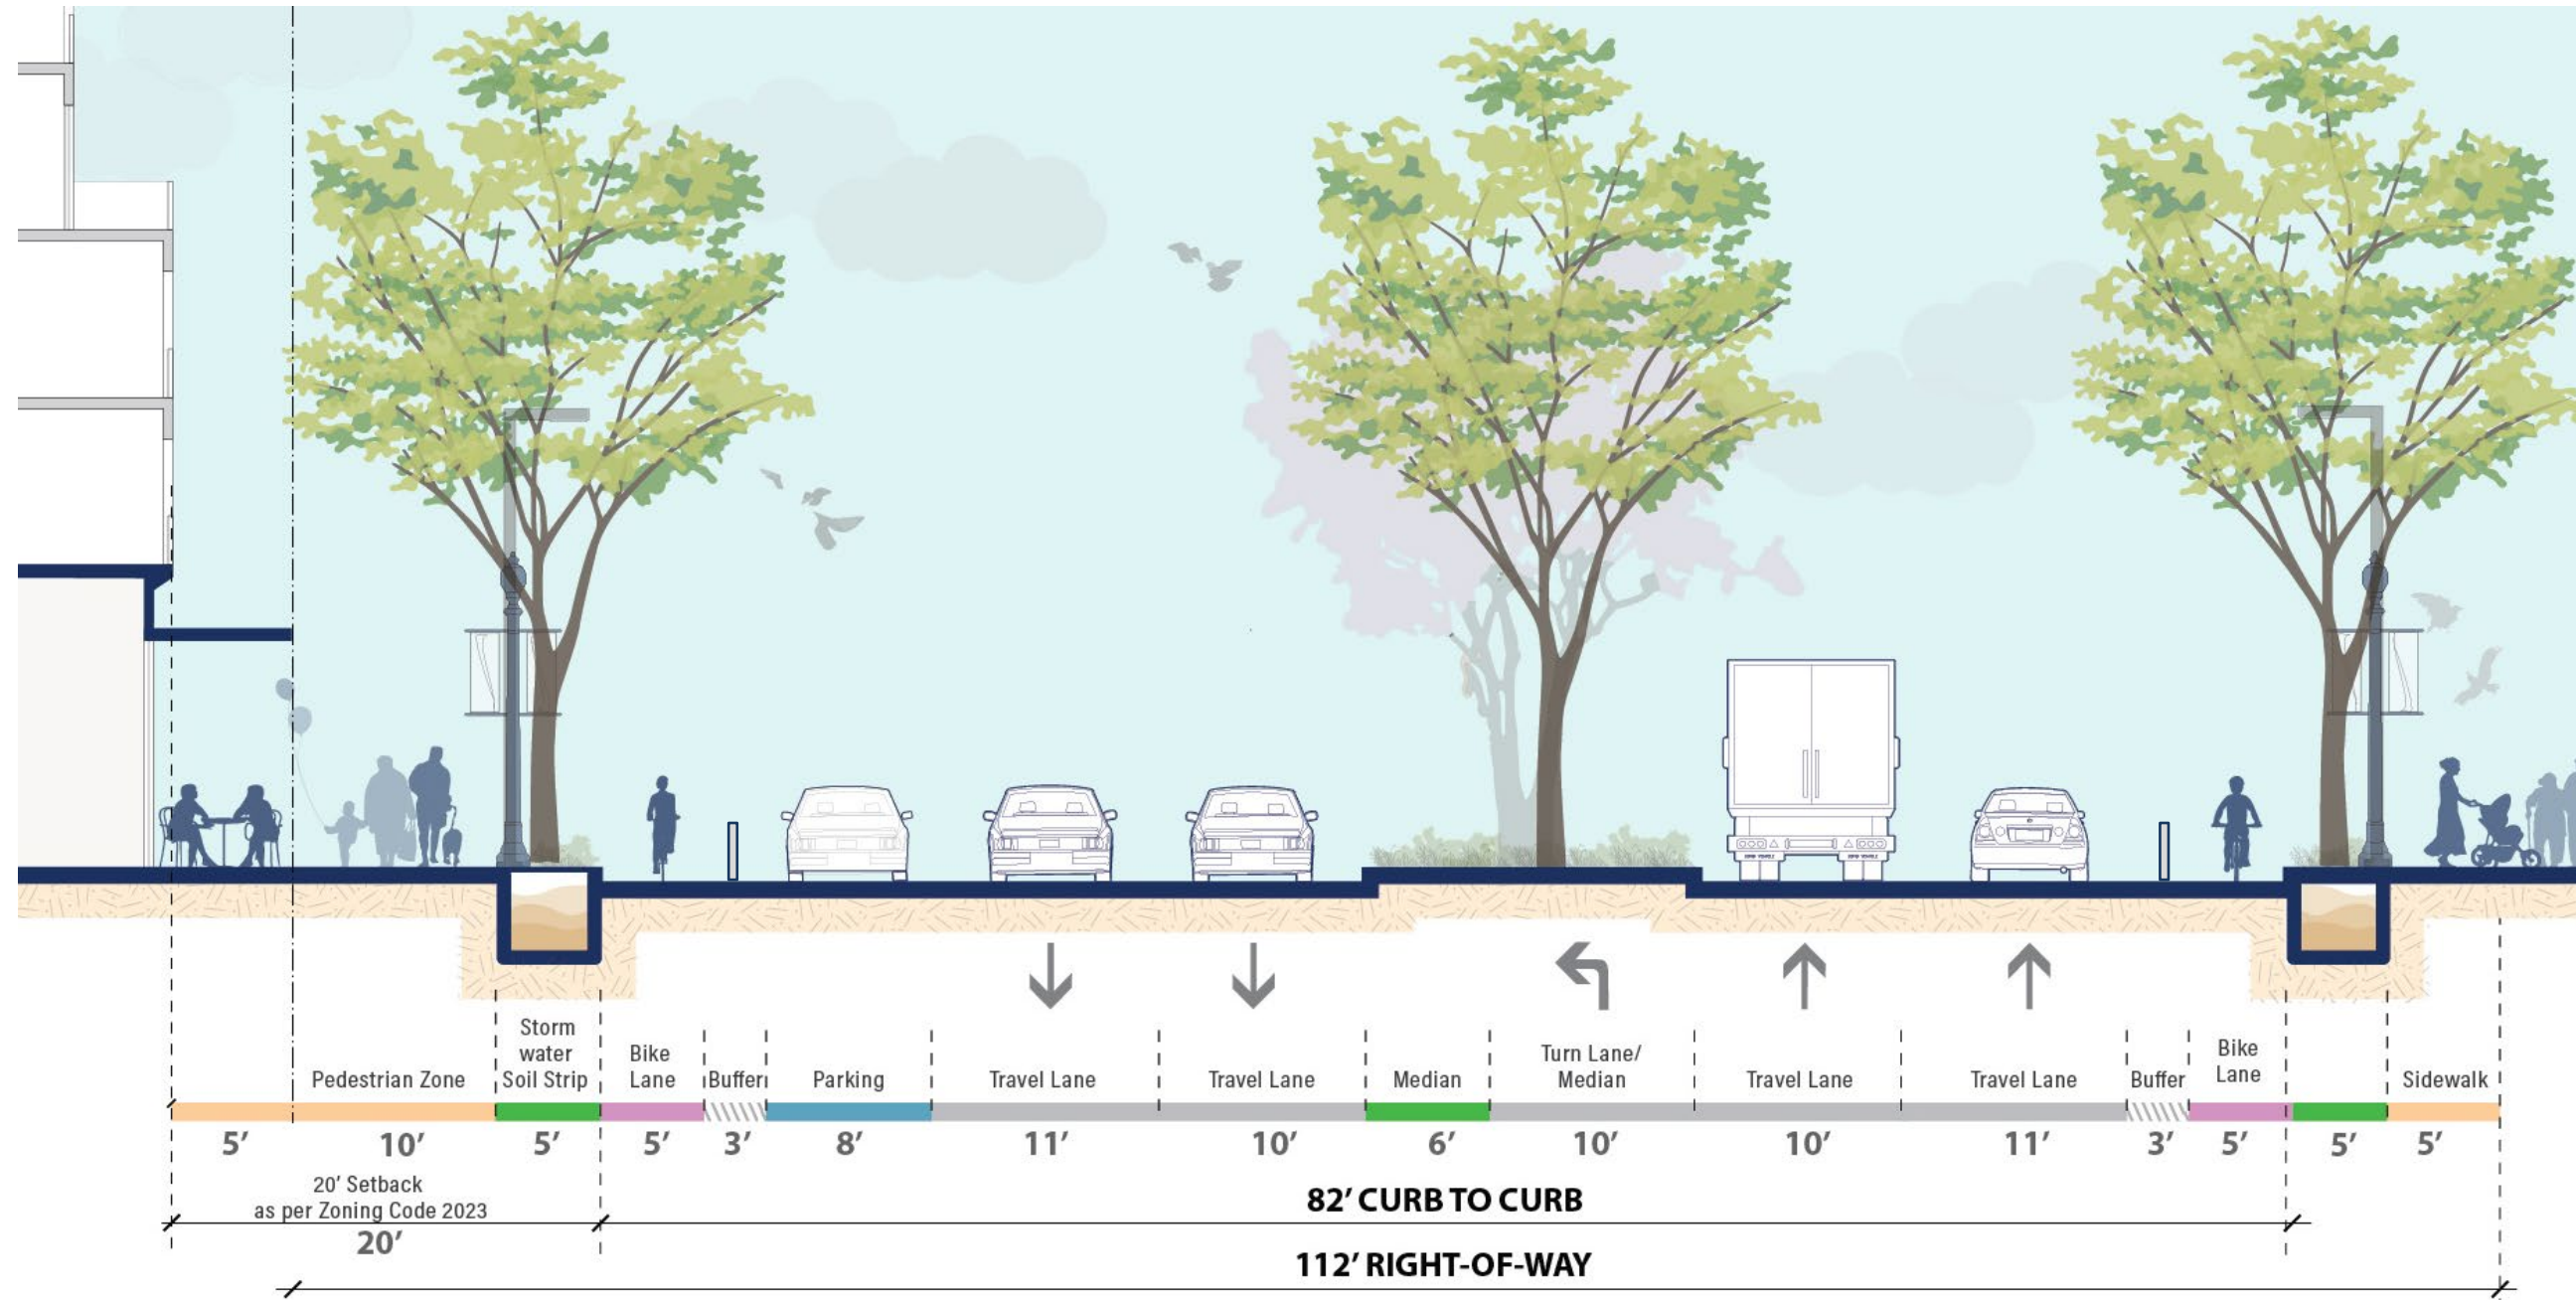 Storm
water
Soil Strip
Pedestrian Zone
Bike
Lane
Buffer
Parking
Travel Lane
Travel Lane
Median
Turn Lane/
Median
Travel Lane
Travel Lane
Buffer
Bike
Lane
Sidewalk
5’ 10’ 5’ 5’ 3’ 8’ 11’ 10’ 6’ 10’ 10’ 11’ 3’ 5’ 5’ 5’
20’ Setback
as per Zoning Code 2023
20’
82’ CURB TO CURB
112’ RIGHT-OF-WAY